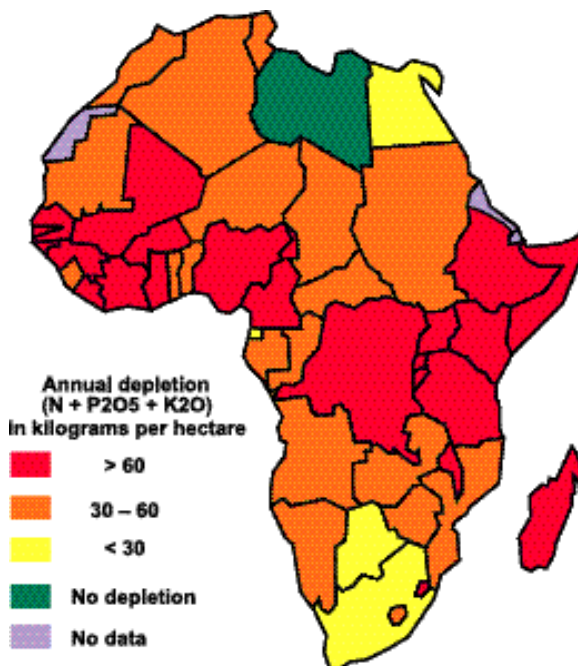 Annual depletion
(N + P2O5 + K2O)
in kilograms per hectare
> 60
30 – 60
< 30
No depletion
No data